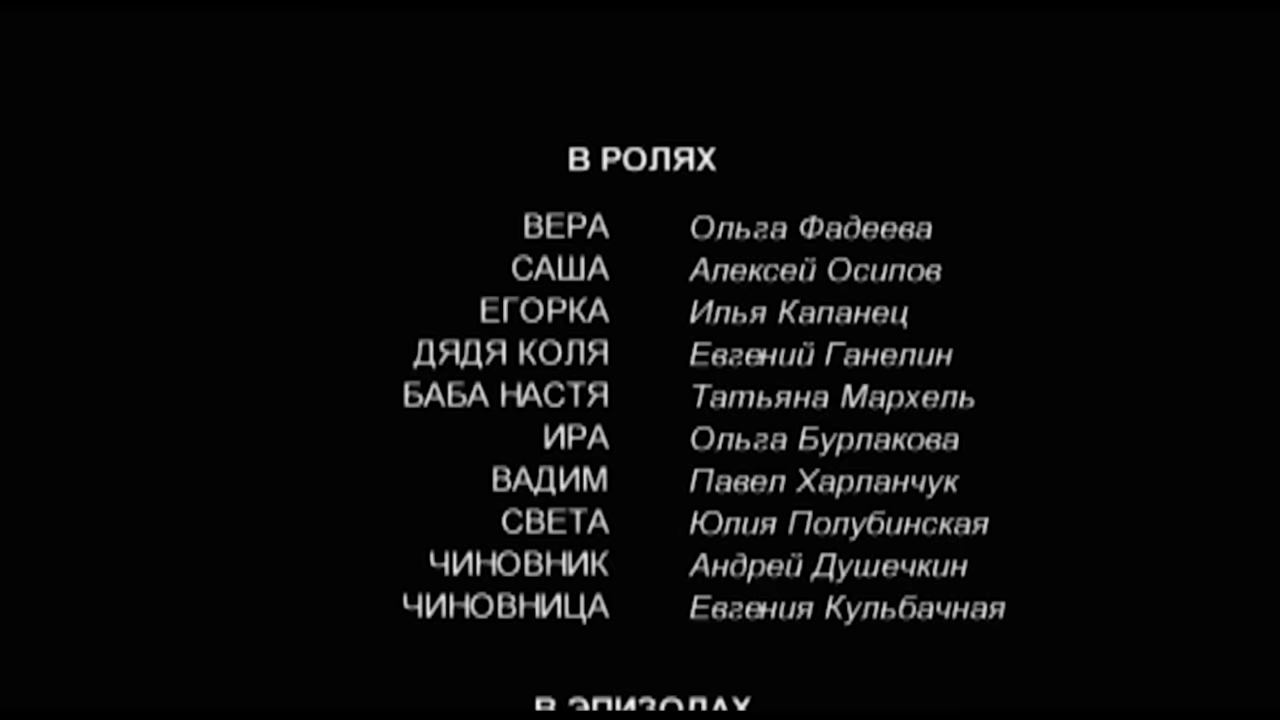 В РОЛЯХ
ВЕРА Ольга Фадеева
САША Алексей Осипов
ЕГОРКА Илья Капанец
ДЯДЯ КОЛЯ Евгений Ганелин
БАБА НАСТЯ Татьяна Мархель
ИРА Ольга Бурлакова
ВАДИМ Павел Харланчук
СВЕТА Юлия Полубинская
ЧИНОВНИК Андрей Душечкин
ЧИНОВНИЦА Евгения Кульбачная
В ЭПИЗОДАХ